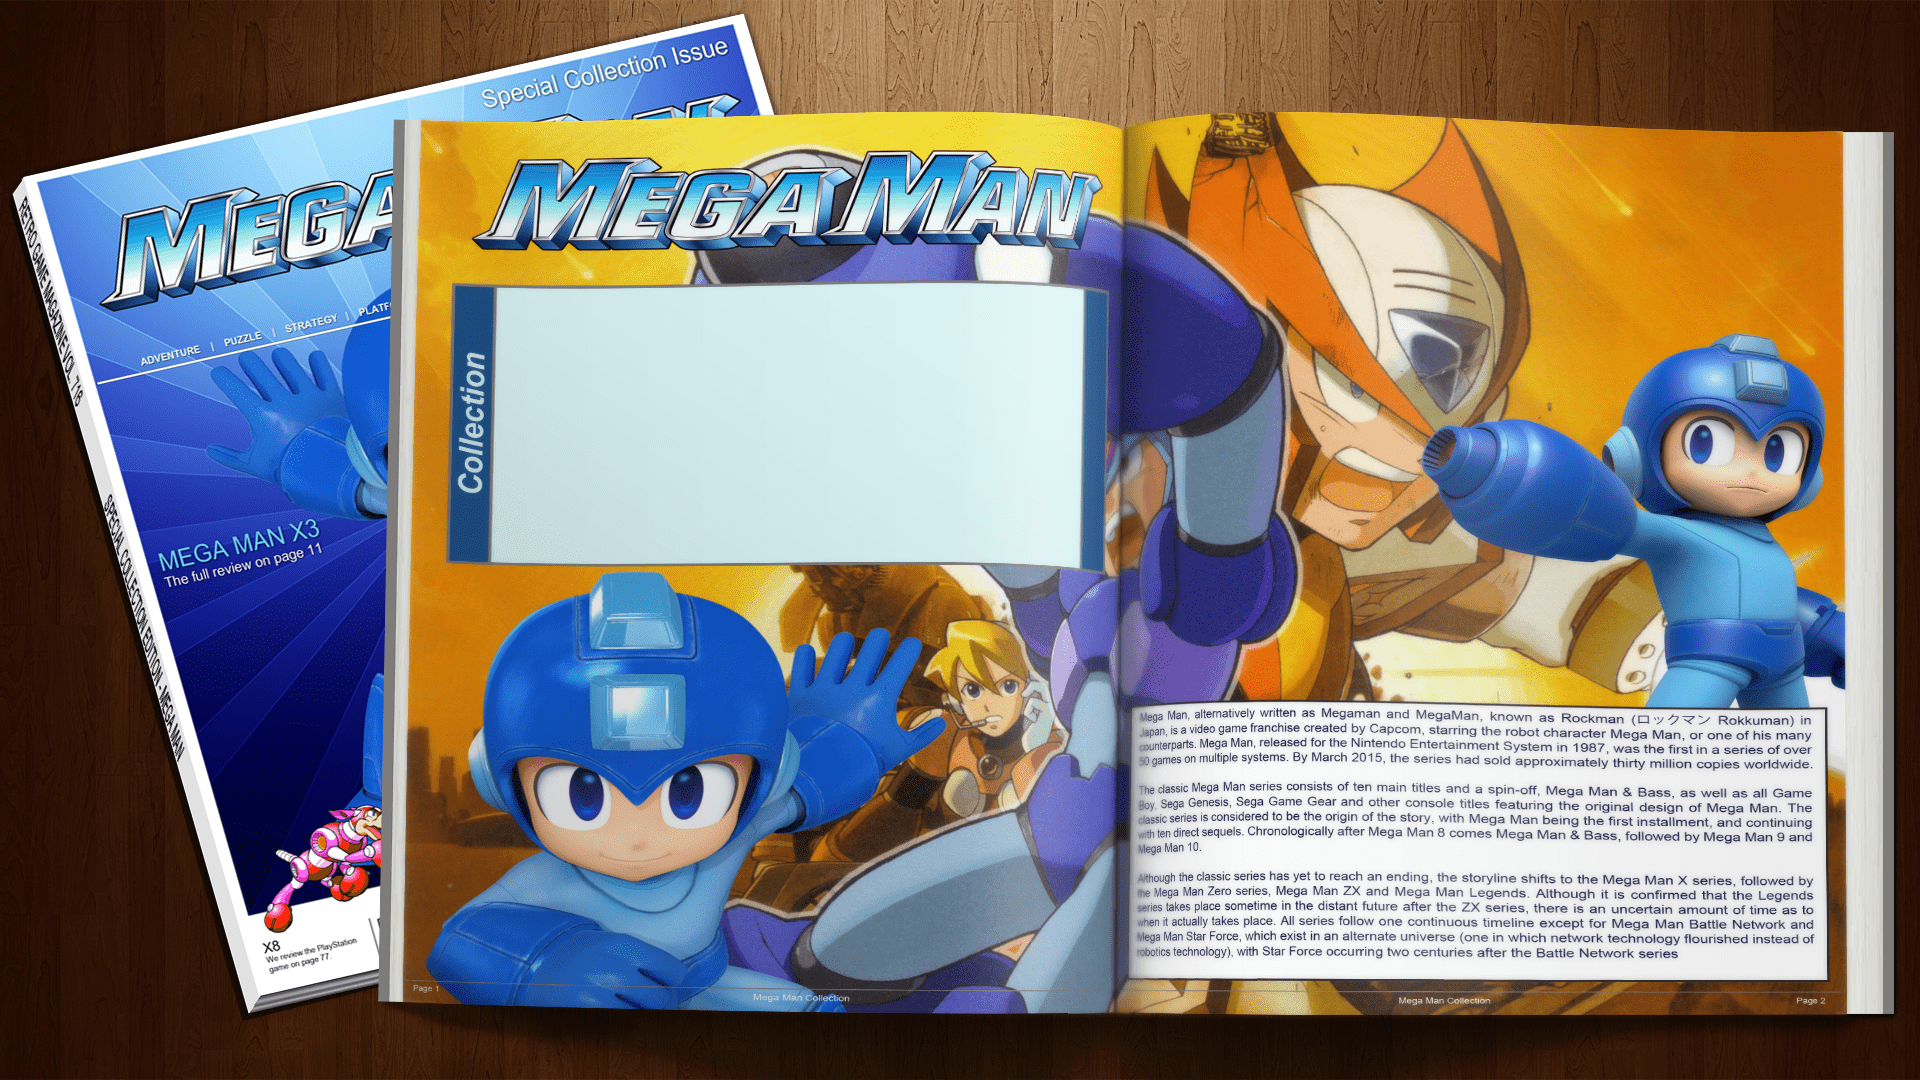 Special Collection Issue
MEGA
ADVENTURE | PUZZLE | STRATEGY |
RETRO GAME MAGAZINE VOL. 718
SPECIAL COLLECTION EDITION - MEGA MAN
MEGA MAN X3
The full review on page 11
X8
We review the PlayStation
game on page 77.
MEGA MAN
Collection
Page 1
Mega Man Collection
Mega Man, alternatively written as Megaman and MegaMan, known as Rockman (ロックマン Rokkuman) in
Japan, is a video game franchise created by Capcom, starring the robot character Mega Man, or one of his many
counterparts. Mega Man, released for the Nintendo Entertainment System in 1987, was the first in a series of over
50 games on multiple systems. By March 2015, the series had sold approximately thirty million copies worldwide.
The classic Mega Man series consists of ten main titles and a spin-off, Mega Man & Bass, as well as all Game
Boy, Sega Genesis, Sega Game Gear and other console titles featuring the original design of Mega Man. The
classic series is considered to be the origin of the story, with Mega Man being the first installment, and continuing
with ten direct sequels. Chronologically after Mega Man 8 comes Mega Man & Bass, followed by Mega Man 9 and
Mega Man 10.
Although the classic series has yet to reach an ending, the storyline shifts to the Mega Man X series, followed by
the Mega Man Zero series, Mega Man ZX and Mega Man Legends. Although it is confirmed that the Legends
series takes place sometime in the distant future after the ZX series, there is an uncertain amount of time as to
when it actually takes place. All series follow one continuous timeline except for Mega Man Battle Network and
Mega Man Star Force, which exist in an alternate universe (one in which network technology flourished instead of
robotics technology), with Star Force occurring two centuries after the Battle Network series
Mega Man Collection
Page 2